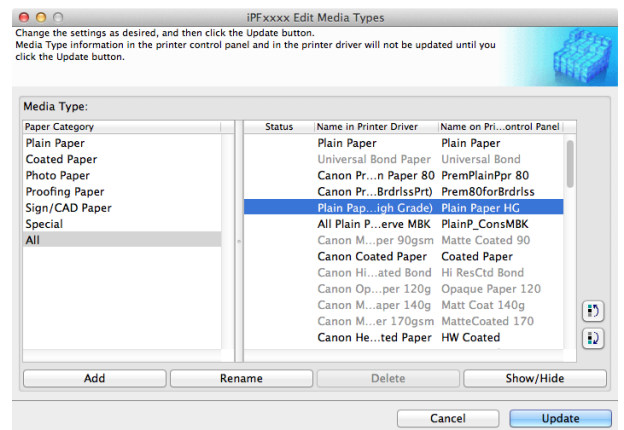 iPFxxxx Edit Media Types
Change the settings as desired, and then click the Update button.
Media Type information in the printer control panel and in the printer driver will not be updated until you
click the Update button.
Media Type:
Paper Category
Plain Paper
Coated Paper
Photo Paper
Proofing Paper
Sign/CAD Paper
Special
All
Status Name in Printer Driver Name on Pri...ontrol Panel
Plain Paper Plain Paper
Universal Bond Paper Universal Bond
Canon Pr...n Paper 80 PremPlainPpr 80
Canon Pr...BrdrlssPrt) Prem80forBrdrlss
Plain Pap...igh Grade) Plain Paper HG
All Plain P...erve MBK PlainP_ConsMBK
Canon M...per 90gsm Matte Coated 90
Canon Coated Paper Coated Paper
Canon Hi...ated Bond Hi ResCtd Bond
Canon Op...per 120g Opaque Paper 120
Canon M...aper 140g Matt Coat 140g
Canon M...er 170gsm MatteCoated 170
Canon He...ted Paper HW Coated
Add Rename Delete Show/Hide
Cancel Update